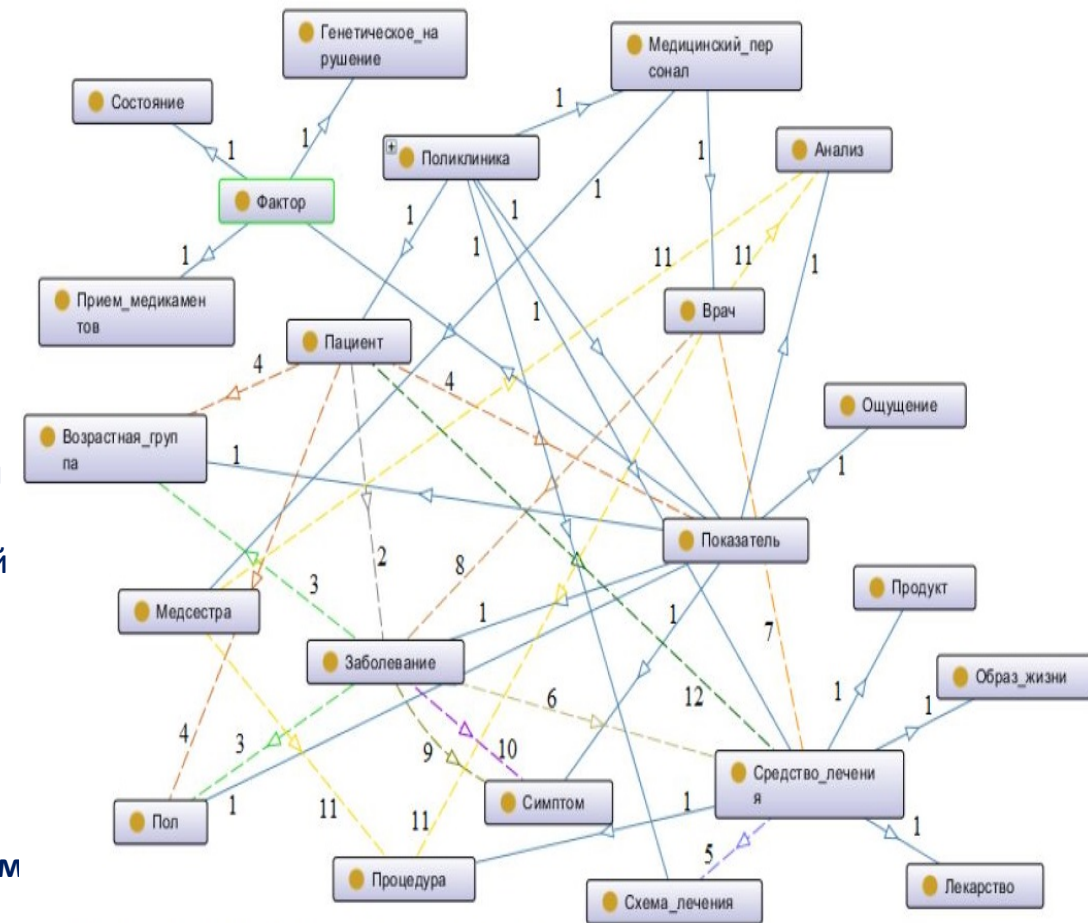 Генетическое_на
рушение
Медицинский_пер
сонал
Состояние
1
1
1
Поликлиника
Анализ
Фактор
1
1
1
1
1
1
11
11
1
Прием_медикамен
тов
Врач
1
Пациент
4
4
Ощущение
Возрастная_груп
па
1
1
Показатель
й
2
8
3
Продукт
Медсестра
1
1
7
Заболевание
Образ_жизни
6
12
1
1
4
3
9
10
Средство_лечени
я
Симптом
1
1
Пол
11
11
1
5
м
Процедура
Схема_лечения
Лекарство